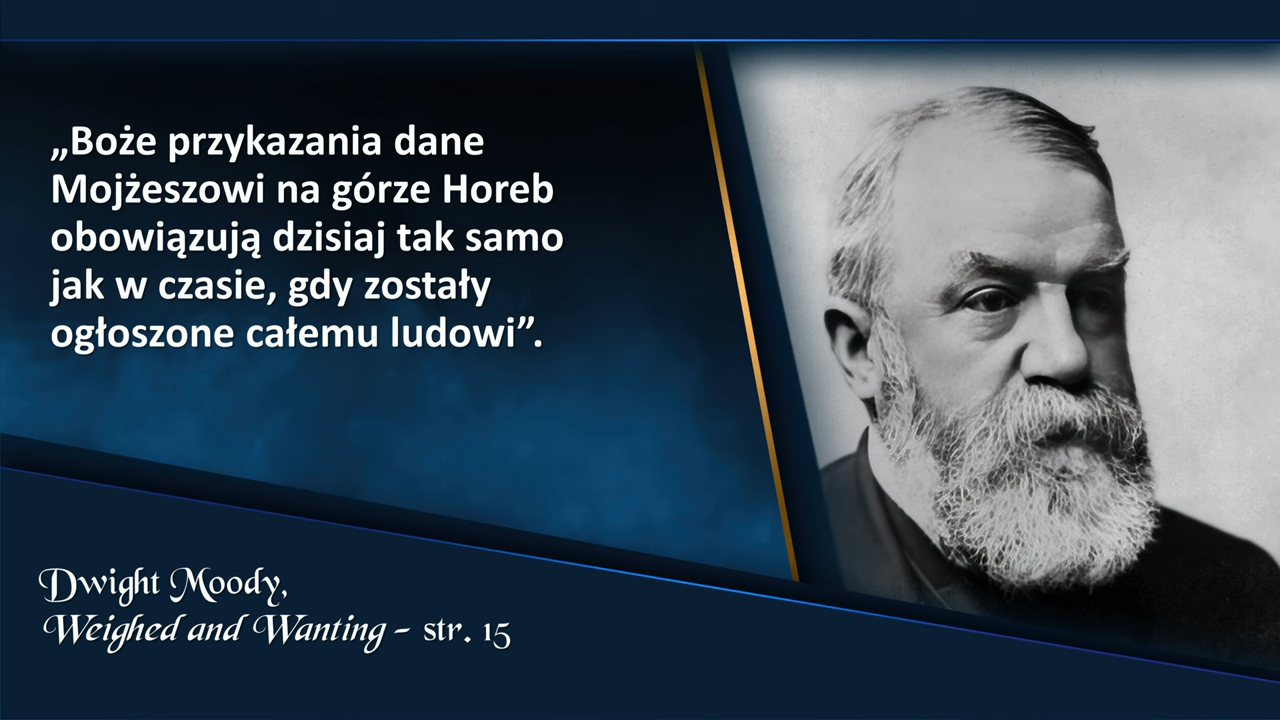 „Boże przykazania dane
Mojżeszowi na górze Horeb
obowiązują dzisiaj tak samo
jak w czasie, gdy zostały
ogłoszone całemu ludowi”.
Dwight Moody,
Weighed and Wanting – str. 15